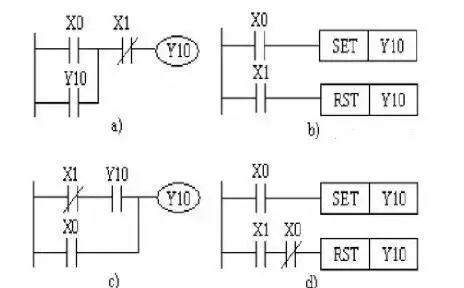 X0 X1 Y10
Y10
a)
X0 SET Y10
X1 RST Y10
b)
X1 Y10 Y10
X0
c)
X0 SET Y10
X1 X0 RST Y10
d)